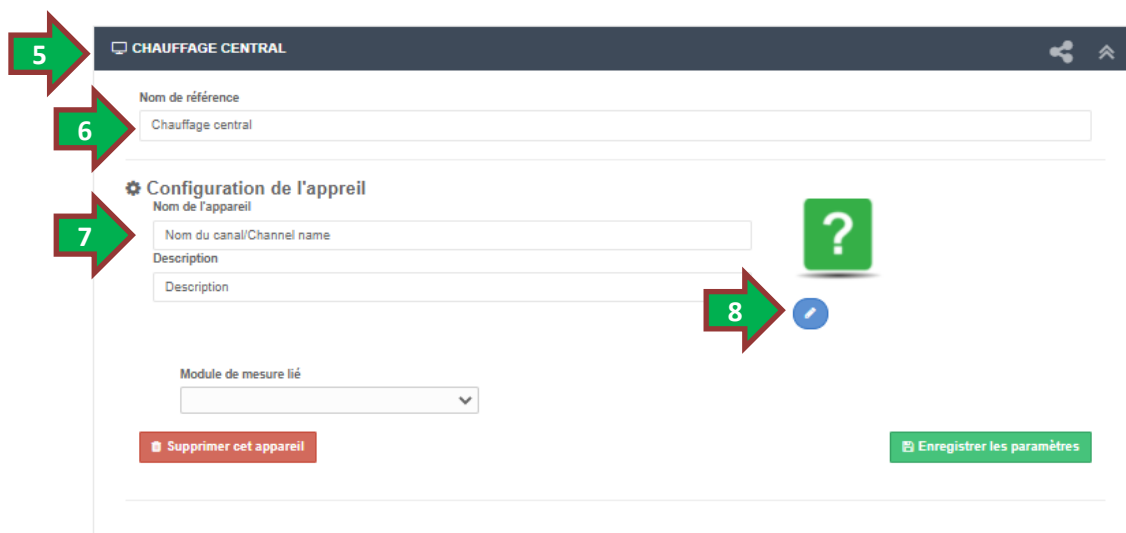 5
CHAUFFAGE CENTRAL
Nom de référence
6
Chauffage central
Configuration de l'appreil
Nom de l'appareil
7
Nom du canal/Channel name
?
Description
Description
8
Module de mesure lié
Supprimer cet appareil
Enregistrer les paramètres